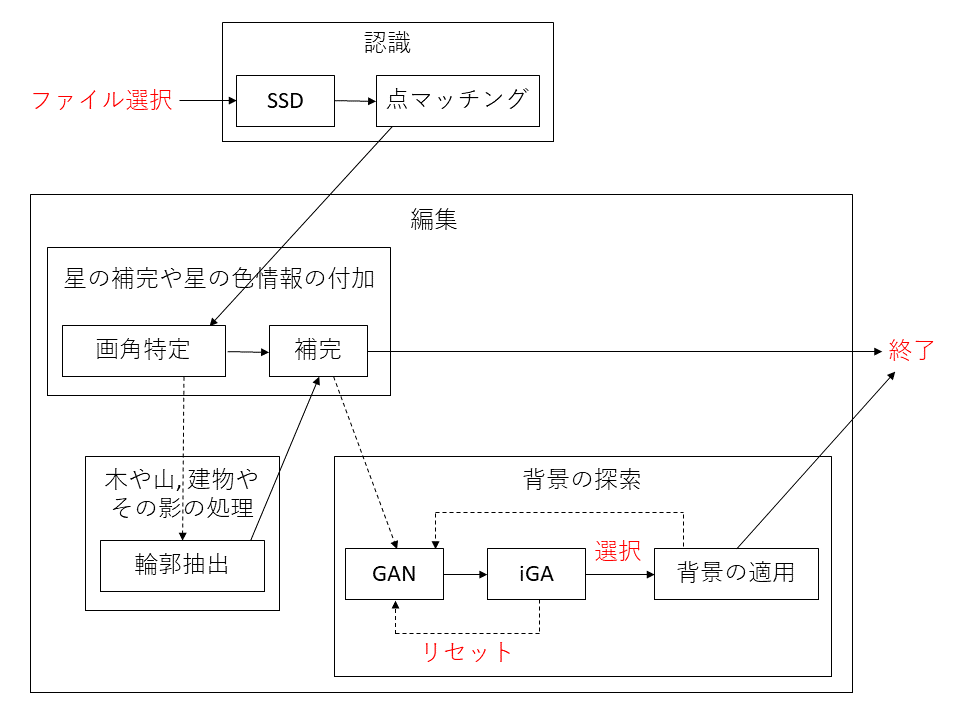 認識
ファイル選択
SSD
点マッチング
編集
星の補完や星の色情報の付加
画角特定
補完
終了
木や山, 建物や
その影の処理
輪郭抽出
背景の探索
GAN
iGA
選択
背景の適用
リセット